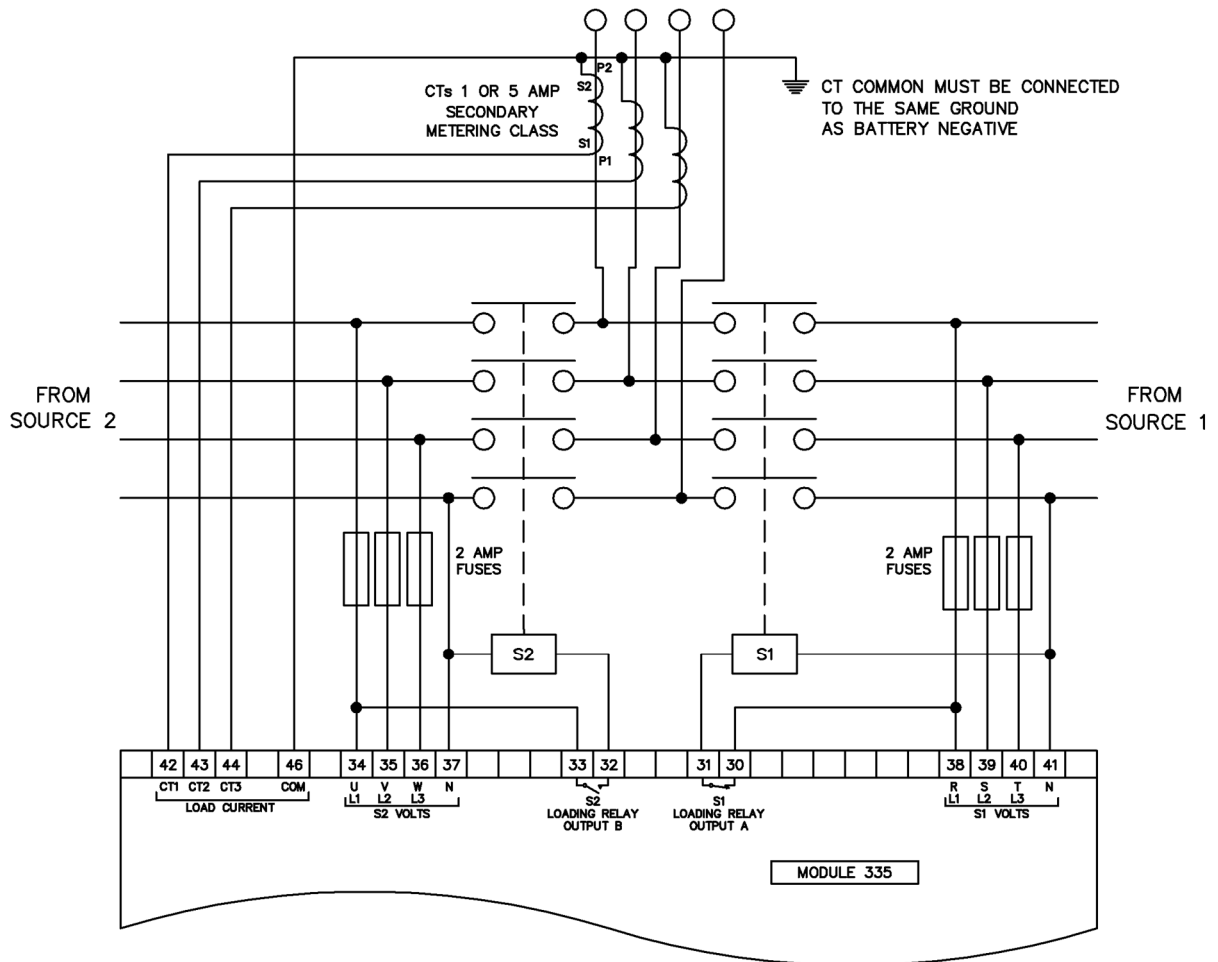 P2
S2
CTs 1 OR 5 AMP
SECONDARY
METERING CLASS
S1
P1
CT COMMON MUST BE CONNECTED
TO THE SAME GROUND
AS BATTERY NEGATIVE
FROM
SOURCE 2
FROM
SOURCE 1
2 AMP
FUSES
2 AMP
FUSES
S2
S1
42 43 44 46 34 35 36 37 33 32 31 30 38 39 40 41
CT1 CT2 CT3 COM U V W N R S T N
L1 L2 L3 L1 L2 L3
LOAD CURRENT
S2 VOLTS
S2
LOADING RELAY
OUTPUT B
S1
LOADING RELAY
OUTPUT A
S1 VOLTS
MODULE 335